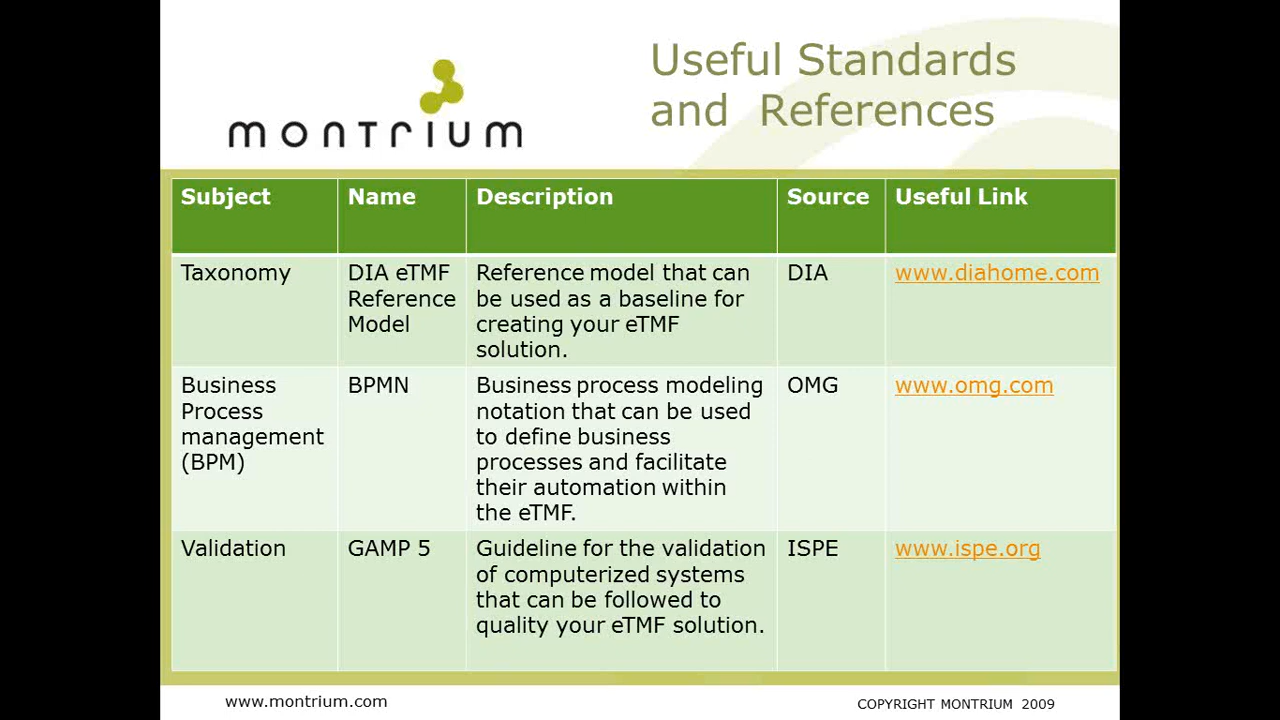 Useful Standards
and References
montrium
Subject Name Description Source Useful Link
Taxonomy DIA eTMF Reference model that can DIA www.diahome.com
Reference be used as a baseline for
Model creating your eTMF
solution.
Business BPMN Business process modeling OMG www.omg.com
Process notation that can be used
management to define business
(BPM) processes and facilitate
their automation within
the eTMF.
Validation GAMP 5 Guideline for the validation ISPE www.ispe.org
of computerized systems
that can be followed to
quality your eTMF solution.
www.montrium.com COPYRIGHT MONTRIUM 2009